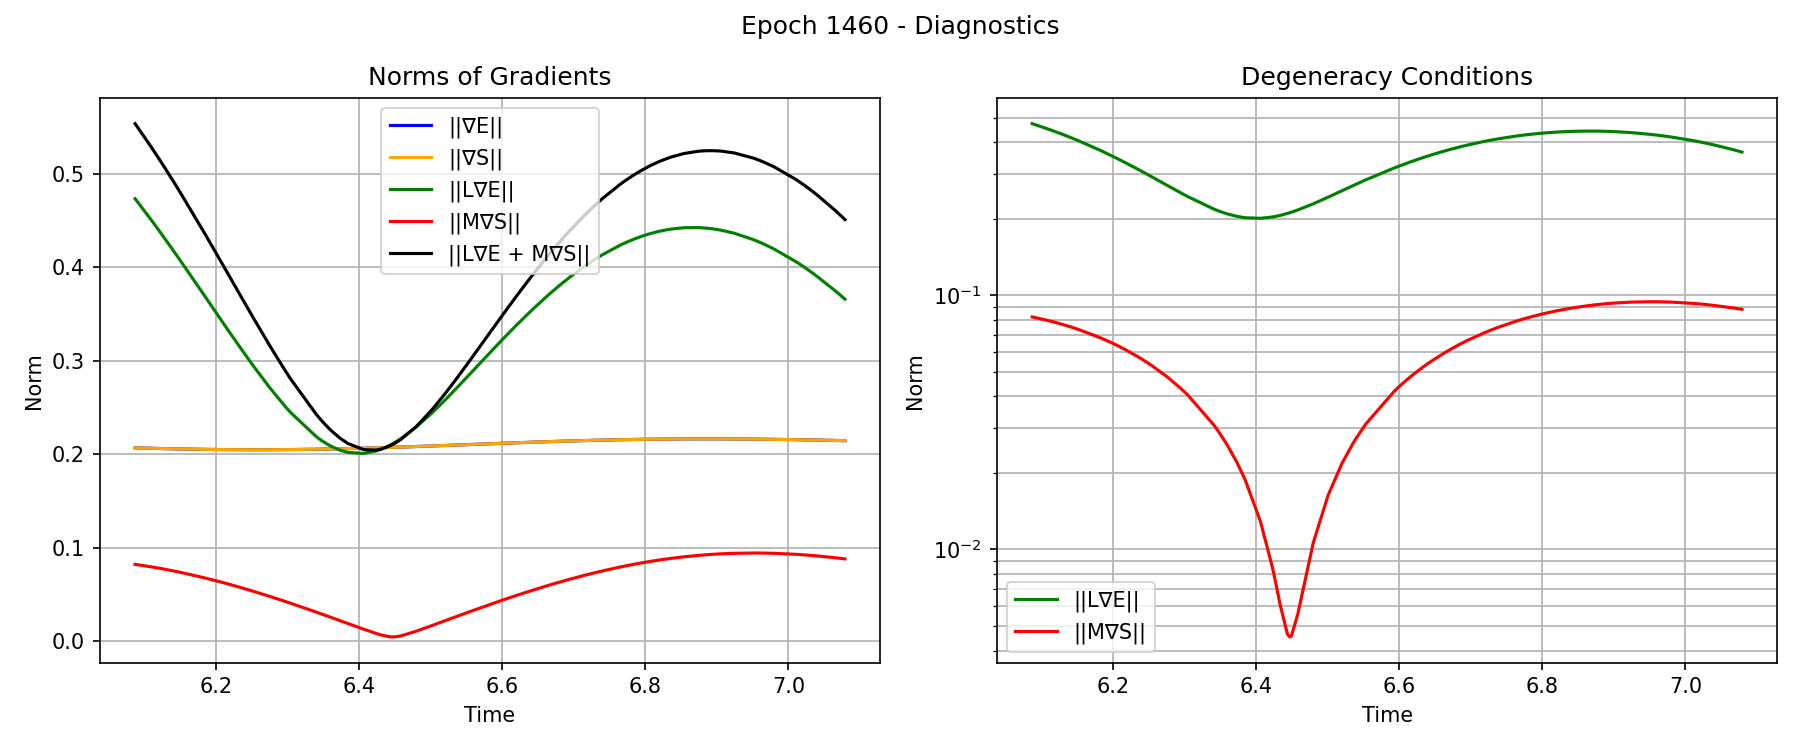 Epoch 1460 - Diagnostics
Norms of Gradients
||∇E||
||∇S||
||L∇E||
||M∇S||
||L∇E + M∇S||
0.5
0.4
0.3
0.2
0.1
0.0
Norm
6.2
6.4
6.6
6.8
7.0
Time
Degeneracy Conditions
10⁻¹
10⁻²
Norm
||L∇E||
||M∇S||
6.2
6.4
6.6
6.8
7.0
Time